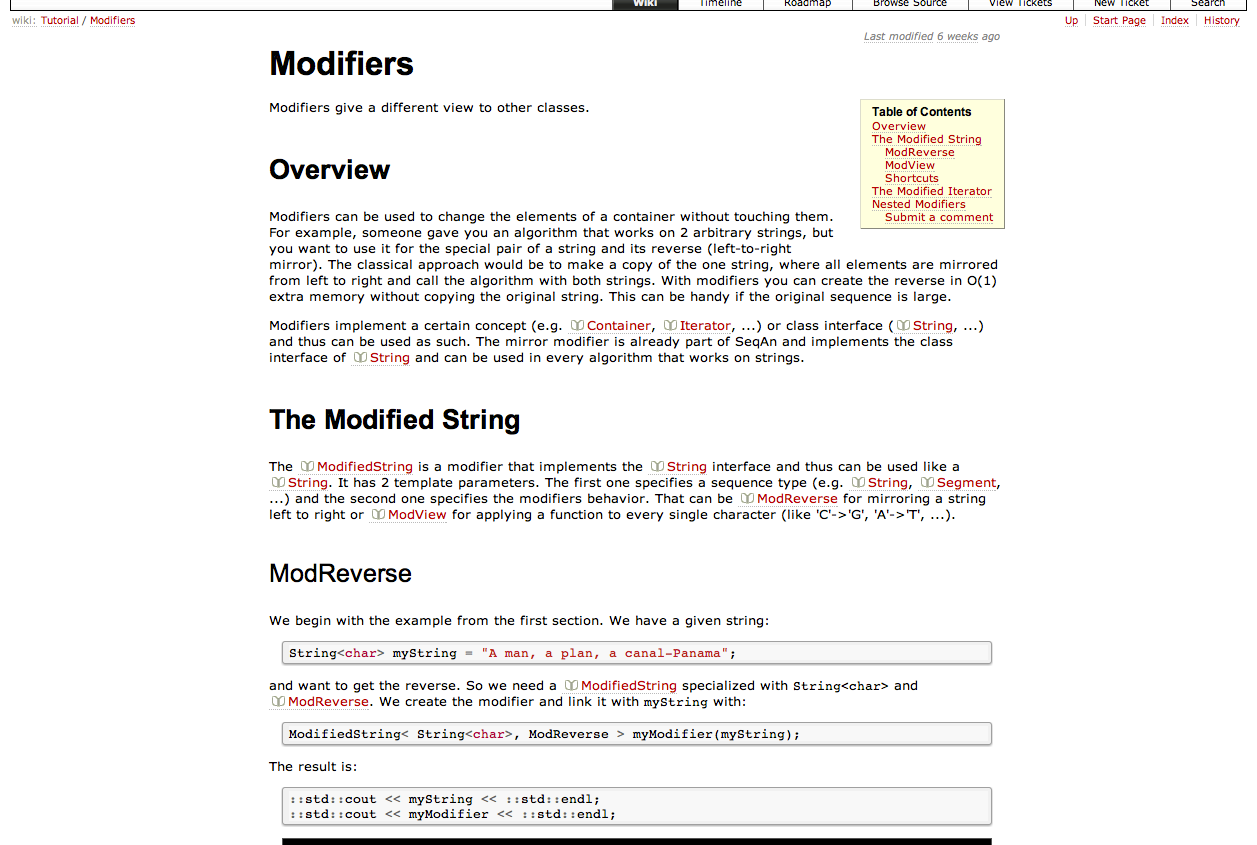 Wiki Timeline Roadmap Browse Source View Tickets New Ticket Search
wiki: Tutorial / Modifiers
Up Start Page Index History
Last modified 6 weeks ago
Modifiers
Modifiers give a different view to other classes.
Table of Contents
Overview
The Modified String
ModReverse
ModView
Shortcuts
The Modified Iterator
Nested Modifiers
Submit a comment
Overview
Modifiers can be used to change the elements of a container without touching them.
For example, someone gave you an algorithm that works on 2 arbitrary strings, but
you want to use it for the special pair of a string and its reverse (left-to-right
mirror). The classical approach would be to make a copy of the one string, where all elements are mirrored
from left to right and call the algorithm with both strings. With modifiers you can create the reverse in O(1)
extra memory without copying the original string. This can be handy if the original sequence is large.
Modifiers implement a certain concept (e.g. Container, Iterator, ...) or class interface (String, ...)
and thus can be used as such. The mirror modifier is already part of SeqAn and implements the class
interface of String and can be used in every algorithm that works on strings.
The Modified String
The ModifiedString is a modifier that implements the String interface and thus can be used like a
String. It has 2 template parameters. The first one specifies a sequence type (e.g. String, Segment,
...) and the second one specifies the modifiers behavior. That can be ModReverse for mirroring a string
left to right or ModView for applying a function to every single character (like 'C'->'G', 'A'->'T', ...).
ModReverse
We begin with the example from the first section. We have a given string:
String<char> myString = "A man, a plan, a canal-Panama";
and want to get the reverse. So we need a ModifiedString specialized with String<char> and
ModReverse. We create the modifier and link it with myString with:
ModifiedString< String<char>, ModReverse > myModifier(myString);
The result is:
::std::cout << myString << ::std::endl;
::std::cout << myModifier << ::std::endl;